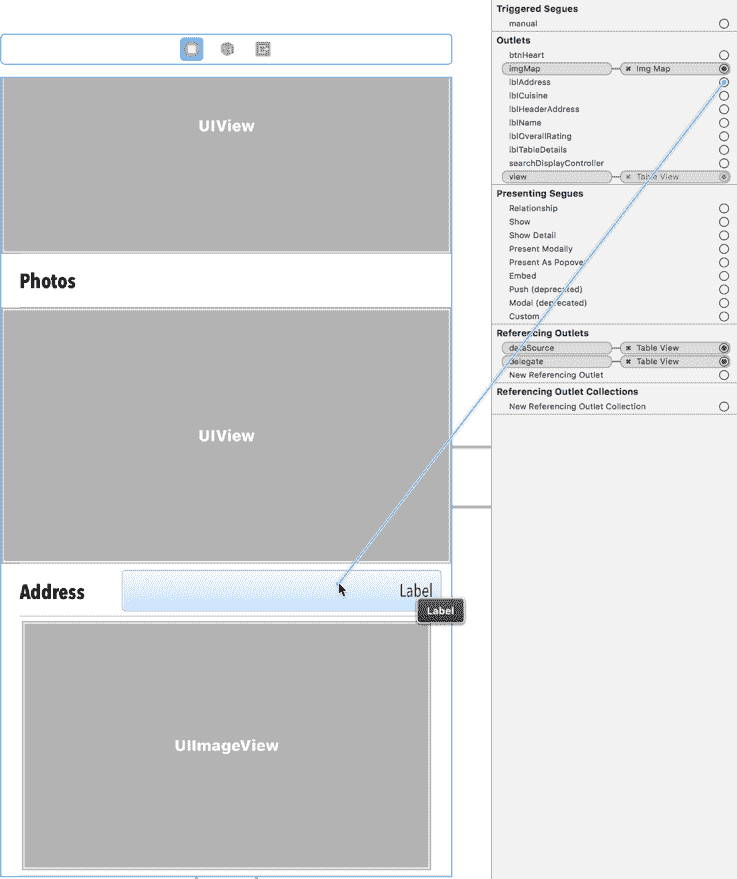 UIView
Photos
UIView
Address
Label
Label
UIImageView
Triggered Segues
manual
Outlets
btnHeart
imgMap
Img Map
lblAddress
lblCuisine
lblHeaderAddress
lblName
lblOverallRating
lblTableDetails
searchDisplayController
view
Table View
Presenting Segues
Relationship
Show
Show Detail
Present Modally
Present As Popover
Embed
Push (deprecated)
Modal (deprecated)
Custom
Referencing Outlets
dataSource
Table View
delegate
Table View
New Referencing Outlet
Referencing Outlet Collections
New Referencing Outlet Collection